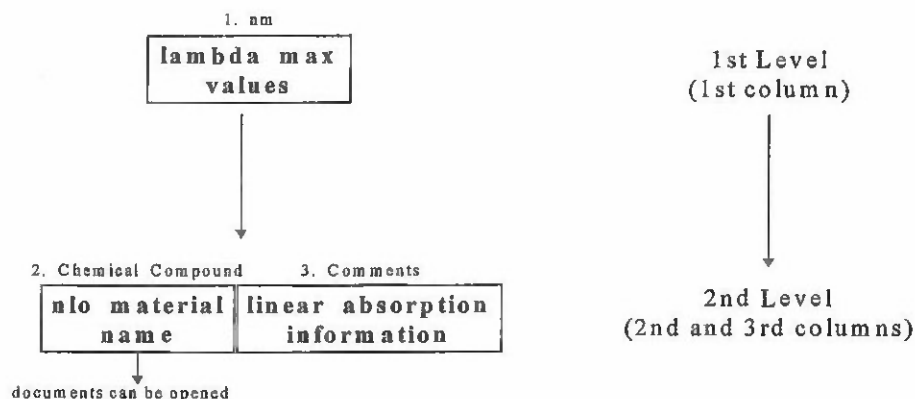 1. nm
lambda max
values
1st Level
(1st column)
2. Chemical Compound
3. Comments
nlo material
name
linear absorption
information
2nd Level
(2nd and 3rd columns)
documents can be opened